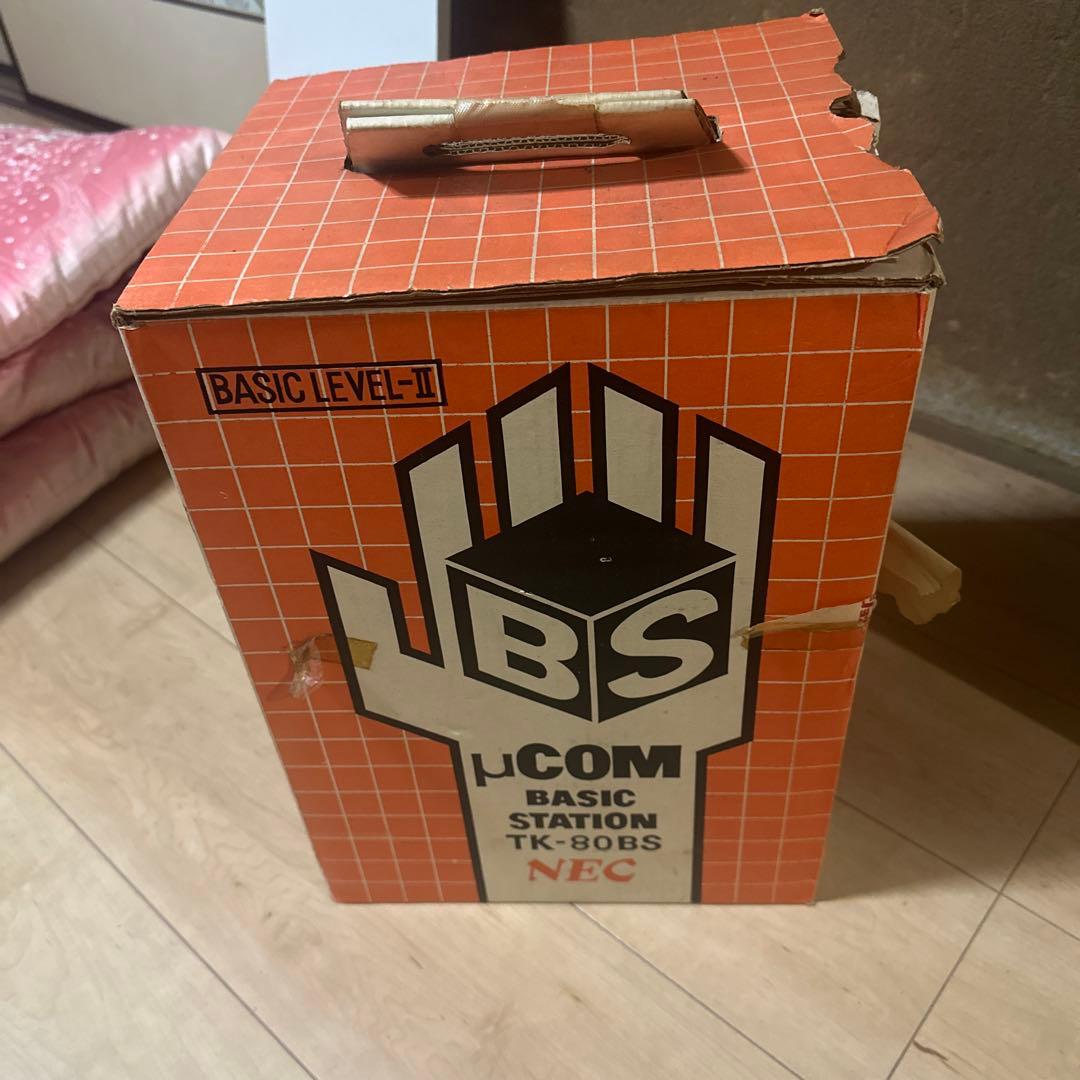 BASIC LEVEL-II
BS
µCOM
BASIC
STATION
TK-80BS
NEC